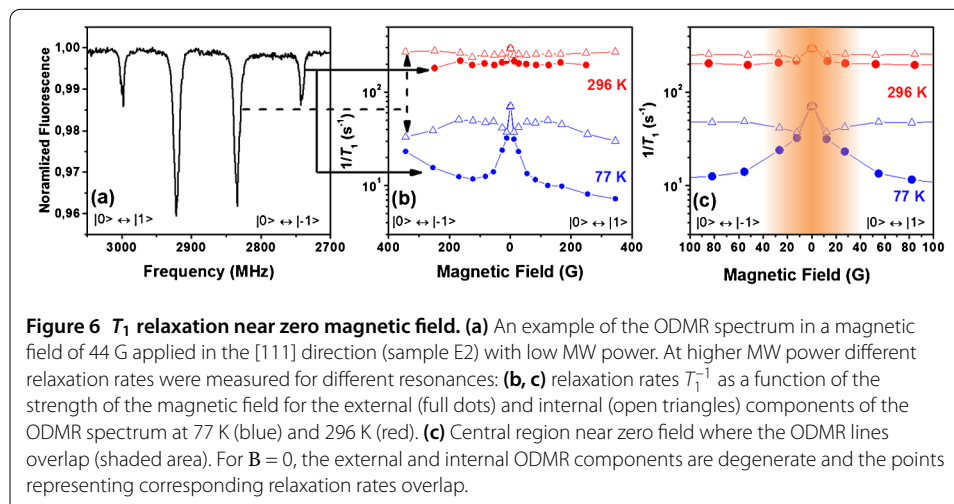 1,00
0,99
0,98
0,97
0,96
Noramlized Fluorescence
(a)
|0> ↔ |1>
|0> ↔ |-1>
3000
2900
2800
2700
Frequency (MHz)
10²
10¹
1/T₁ (s⁻¹)
296 K
77 K
(b)
|0> ↔ |-1>
|0> ↔ |1>
400
200
0
200
400
Magnetic Field (G)
10²
10¹
1/T₁ (s⁻¹)
296 K
77 K
(c)
|0> ↔ |-1>
|0> ↔ |1>
100 80 60 40 20 0 20 40 60 80 100
Magnetic Field (G)
Figure 6 T₁ relaxation near zero magnetic field. (a) An example of the ODMR spectrum in a magnetic
field of 44 G applied in the [111] direction (sample E2) with low MW power. At higher MW power different
relaxation rates were measured for different resonances: (b, c) relaxation rates T₁⁻¹ as a function of the
strength of the magnetic field for the external (full dots) and internal (open triangles) components of the
ODMR spectrum at 77 K (blue) and 296 K (red). (c) Central region near zero field where the ODMR lines
overlap (shaded area). For B = 0, the external and internal ODMR components are degenerate and the points
representing corresponding relaxation rates overlap.